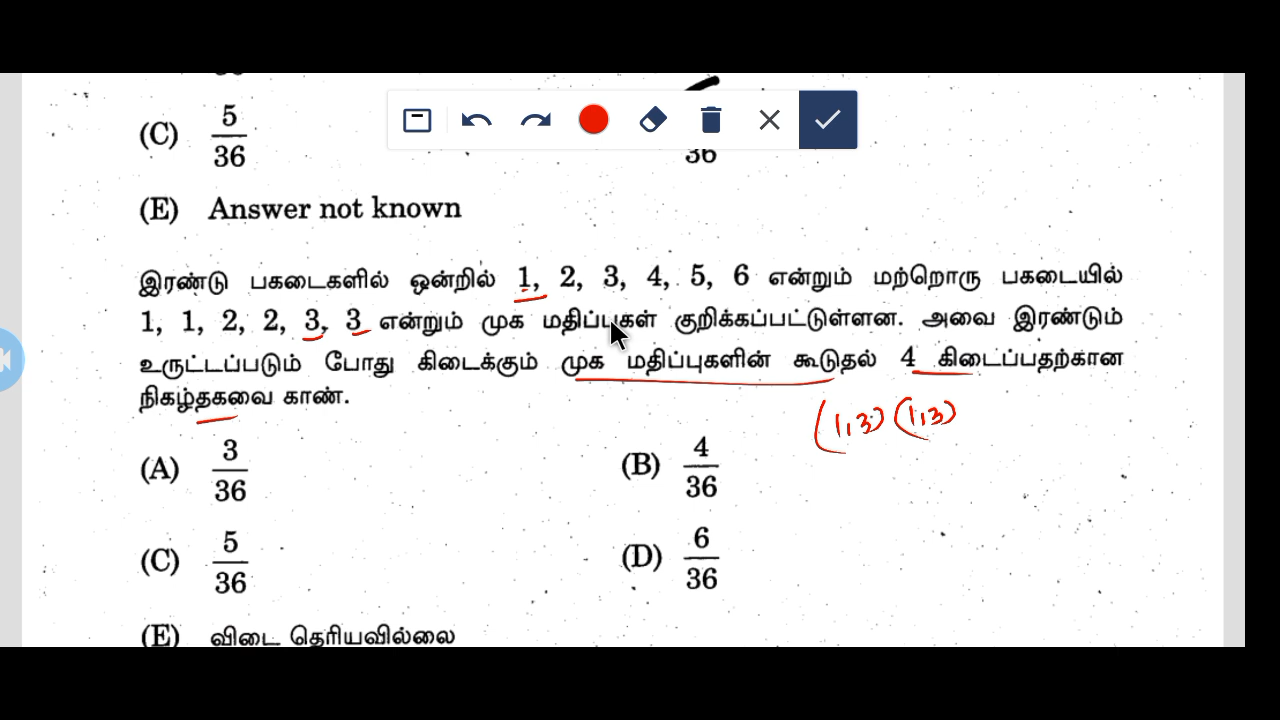 (C) 5/36
36
(E) Answer not known
இரண்டு பகடைகளில் ஒன்றில் 1, 2, 3, 4, 5, 6 என்றும் மற்றொரு பகடையில்
1, 1, 2, 2, 3, 3 என்றும் முக மதிப்புகள் குறிக்கப்பட்டுள்ளன. அவை இரண்டும்
உருட்டப்படும் போது கிடைக்கும் முக மதிப்புகளின் கூடுதல் 4 கிடைப்பதற்கான
நிகழ்தகவை காண்.
(1,3) (1,3)
(A) 3/36 (B) 4/36
(C) 5/36 (D) 6/36
(E) விடை தெரியவில்லை